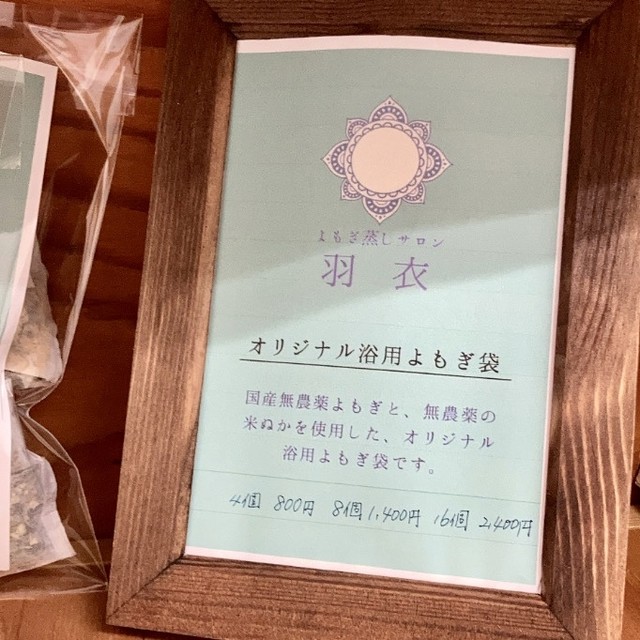 よもぎ蒸しサロン
羽衣
オリジナル浴用よもぎ袋
国産無農薬よもぎと、無農薬の
米ぬかを使用した、オリジナル
浴用よもぎ袋です。
4個 800円 8個 1,400円 16個 2,400円